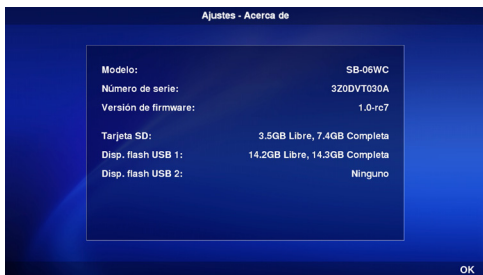 Ajustes - Acerca de
Modelo: SB-06WC
Número de serie: 3Z0DVT030A
Versión de firmware: 1.0-rc7
Tarjeta SD: 3.5GB Libre, 7.4GB Completa
Disp. flash USB 1: 14.2GB Libre, 14.3GB Completa
Disp. flash USB 2: Ninguno
OK